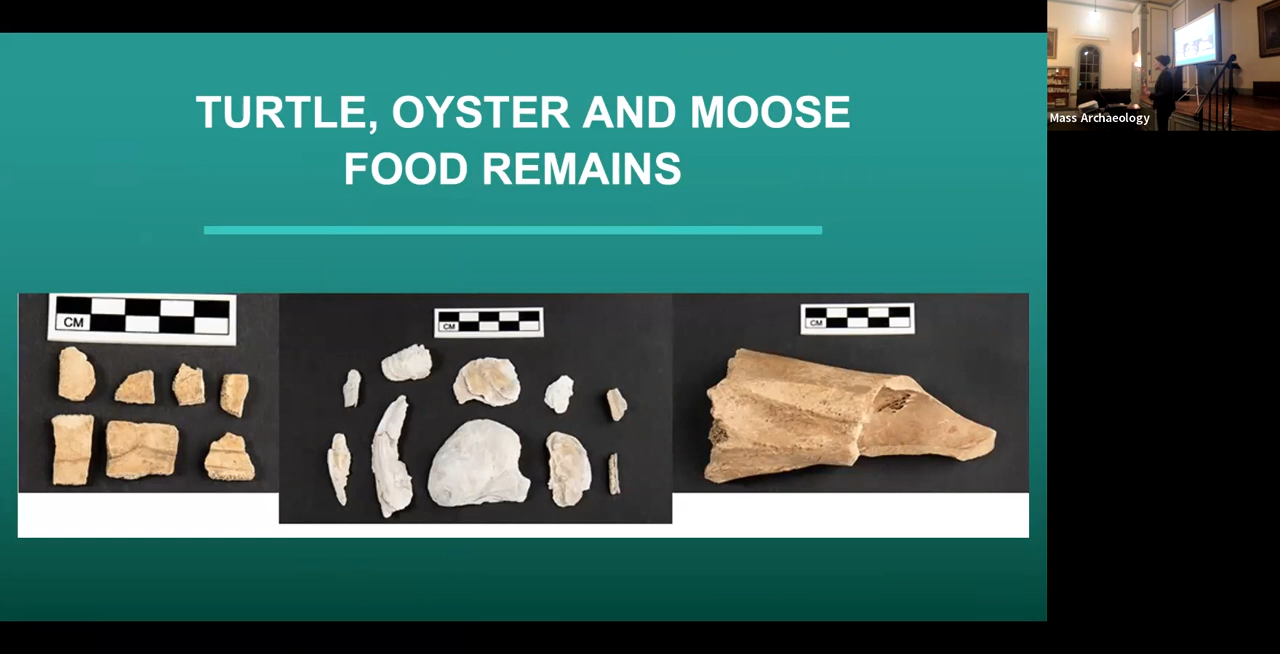 TURTLE, OYSTER AND MOOSE
FOOD REMAINS
CM
CM
CM
Mass Archaeology